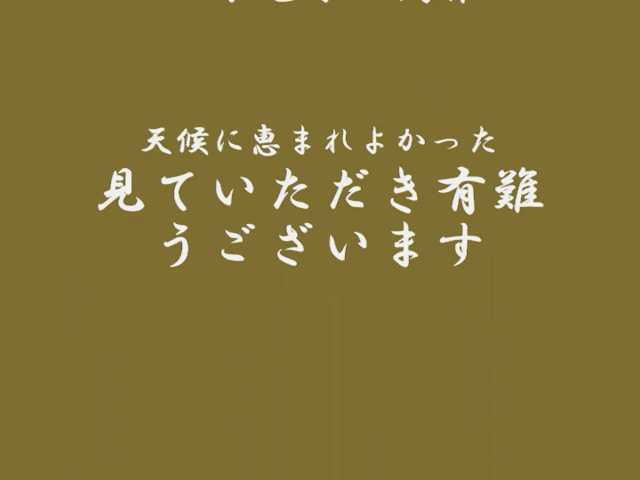 天候に恵まれよかった
見ていただき有難
うございます